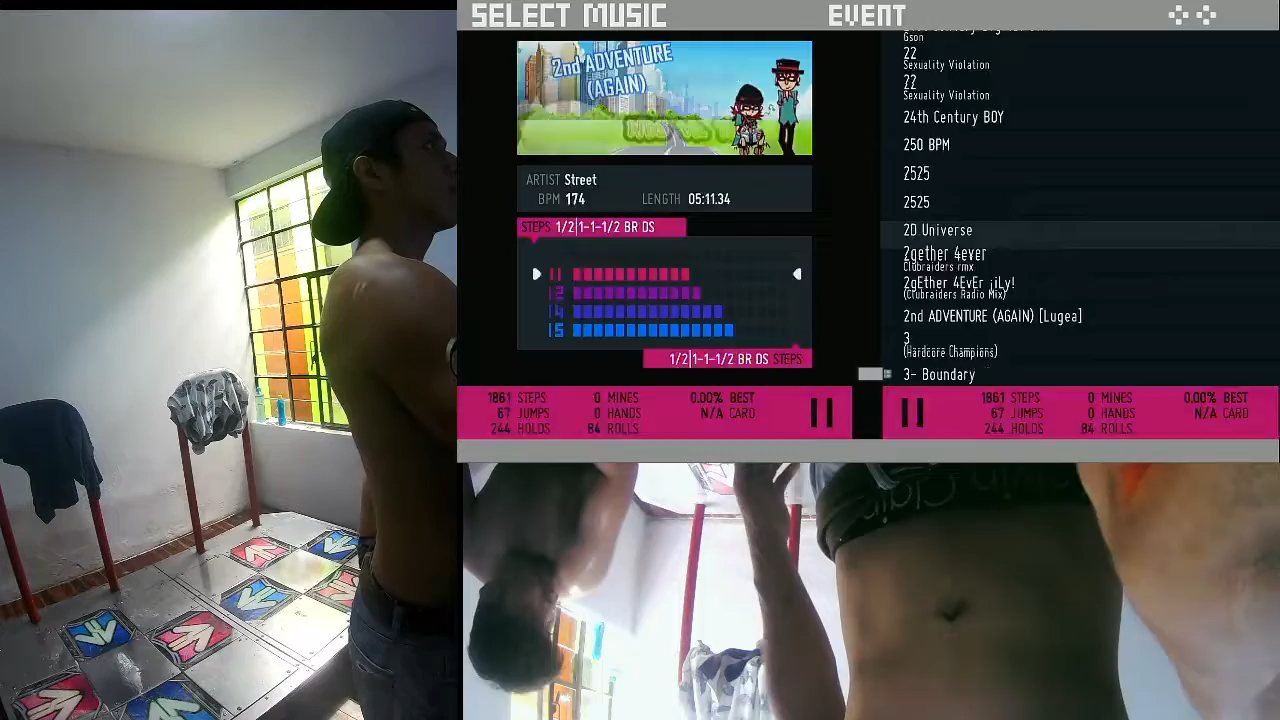 SELECT MUSIC
EVENT
2nd ADVENTURE
(AGAIN)
ARTIST Street
BPM 174
LENGTH 05:11.34
STEPS 1/2|1-1-1/2 BR DS
11
12
14
15
1/2|1-1-1/2 BR DS STEPS
Gson
22
Sexuality Violation
22
Sexuality Violation
24th Century BOY
250 BPM
2525
2525
2D Universe
2gether 4ever
Clubraiders rmx
2gEther 4EvEr ¡iLy!
(Clubraiders Radio Mix)
2nd ADVENTURE (AGAIN) [Lugea]
3
(Hardcore Champions)
3- Boundary
1861 STEPS 0 MINES 0.00% BEST
67 JUMPS 0 HANDS N/A CARD
244 HOLDS 84 ROLLS
1861 STEPS 0 MINES 0.00% BEST
67 JUMPS 0 HANDS N/A CARD
244 HOLDS 84 ROLLS